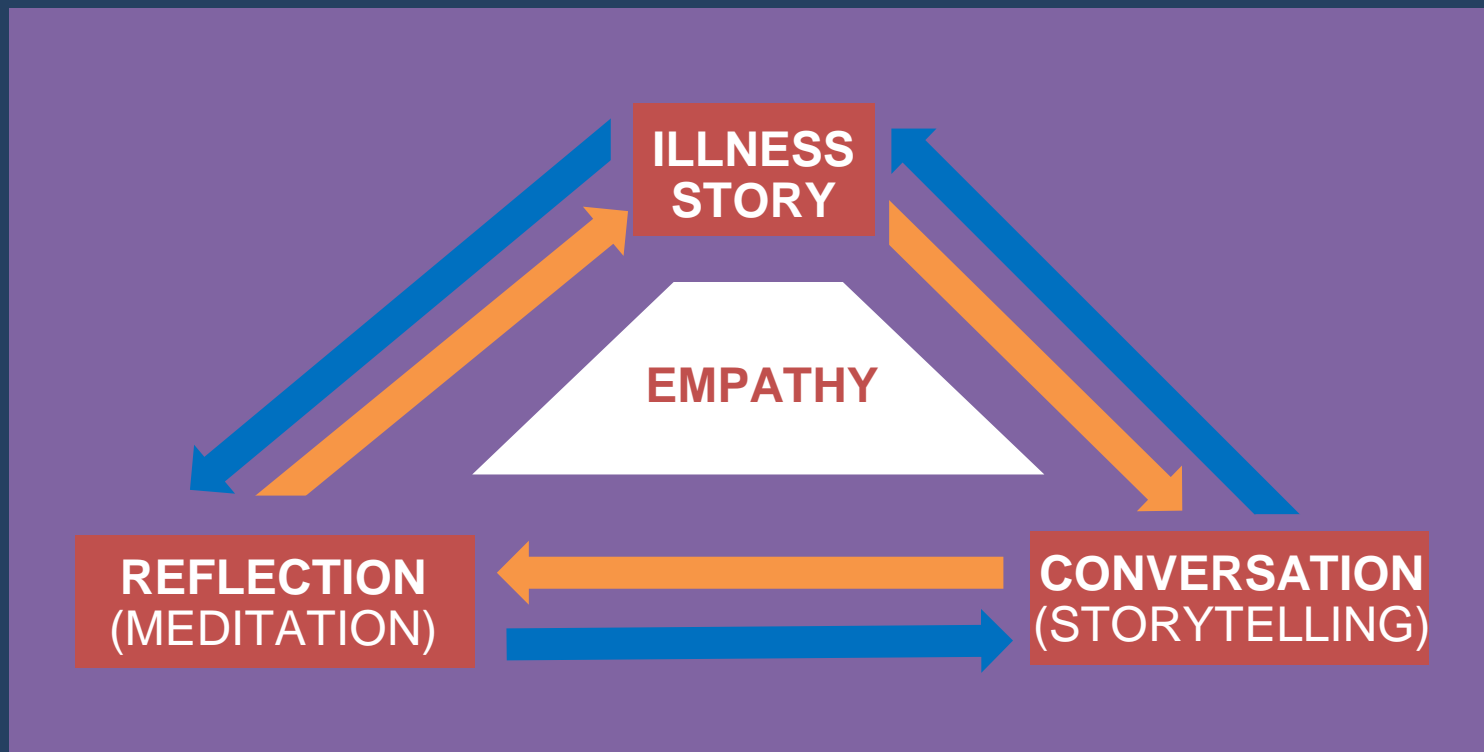 ILLNESS
STORY
EMPATHY
REFLECTION
(MEDITATION)
CONVERSATION
(STORYTELLING)